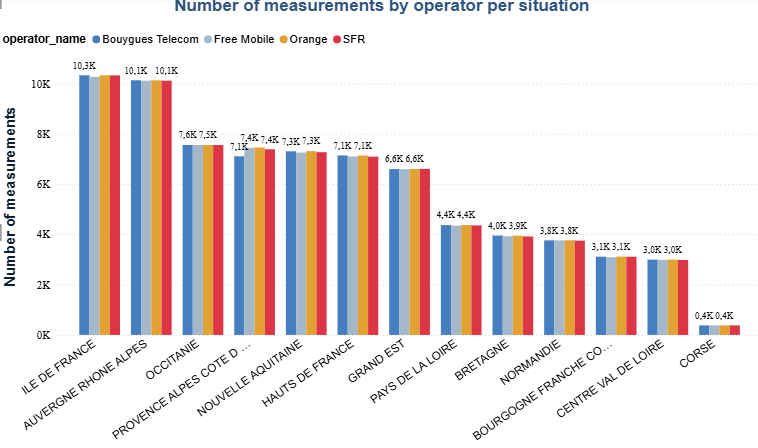 Number of measurements by operator per situation
operator_name Bouygues Telecom Free Mobile Orange SFR
Number of measurements
10K
8K
6K
4K
2K
0K
10,3K
10,1K 10,1K
7,6K 7,5K
7,1K 7,4K 7,4K
7,3K 7,3K
7,1K 7,1K
6,6K 6,6K
4,4K 4,4K
4,0K 3,9K
3,8K 3,8K
3,1K 3,1K
3,0K 3,0K
0,4K 0,4K
ILE DE FRANCE
AUVERGNE RHONE ALPES
OCCITANIE
PROVENCE ALPES COTE D ...
NOUVELLE AQUITAINE
HAUTS DE FRANCE
GRAND EST
PAYS DE LA LOIRE
BRETAGNE
NORMANDIE
BOURGOGNE FRANCHE CO...
CENTRE VAL DE LOIRE
CORSE